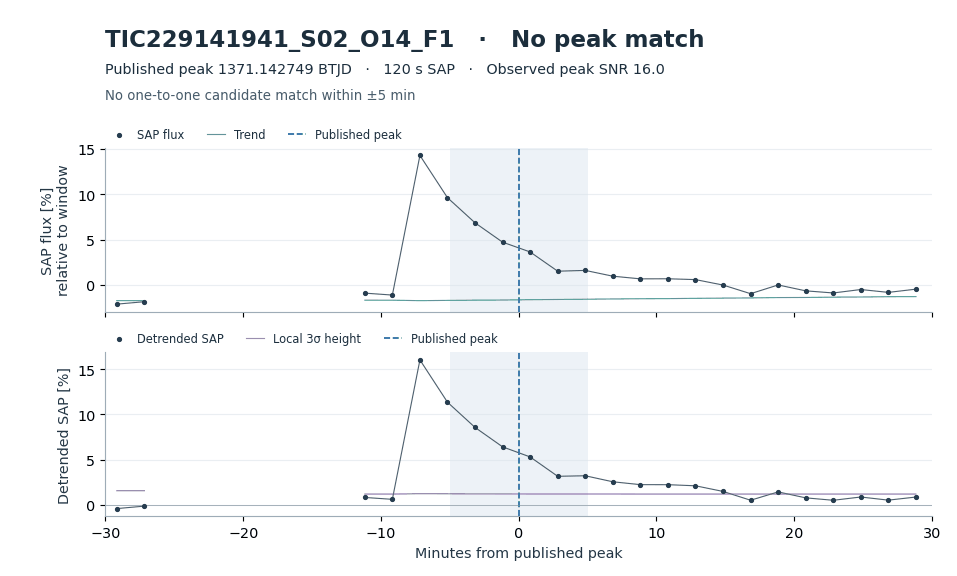 TIC229141941_S02_O14_F1 · No peak match
Published peak 1371.142749 BTJD · 120 s SAP · Observed peak SNR 16.0
No one-to-one candidate match within ±5 min
SAP flux Trend Published peak
15
10
5
0
SAP flux [%]
relative to window
Detrended SAP Local 3σ height Published peak
15
10
5
0
Detrended SAP [%]
−30 −20 −10 0 10 20 30
Minutes from published peak